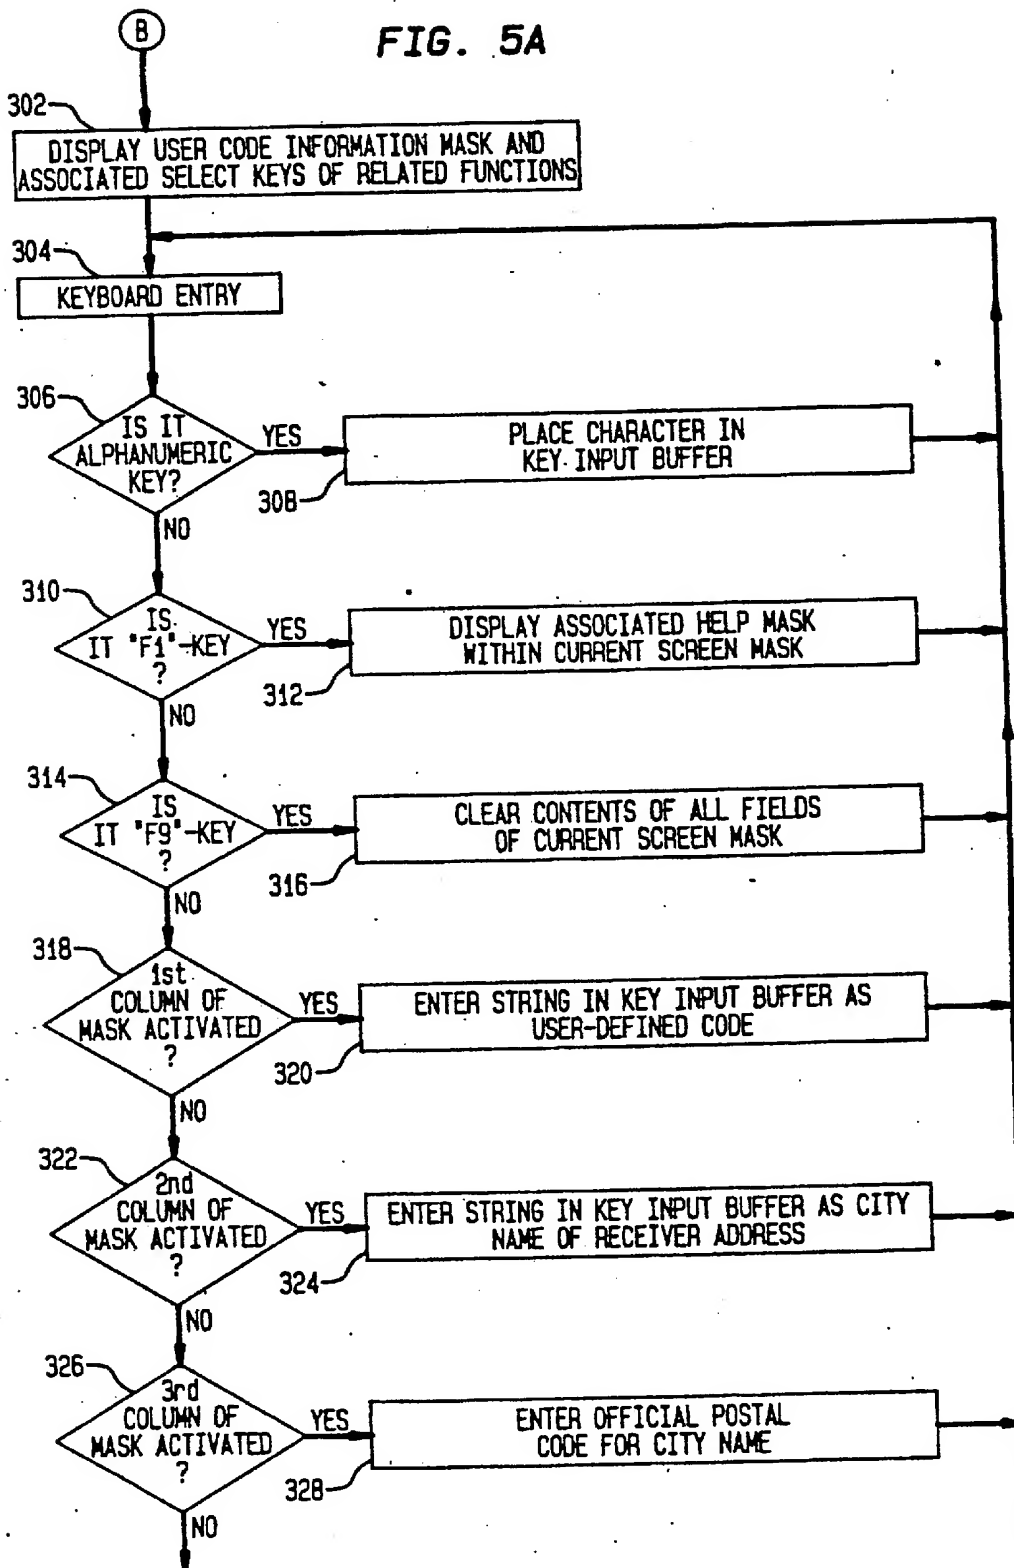 B
FIG. 5A
302
DISPLAY USER CODE INFORMATION MASK AND
ASSOCIATED SELECT KEYS OF RELATED FUNCTIONS
304
KEYBOARD ENTRY
306
IS IT
ALPHANUMERIC
KEY?
YES
PLACE CHARACTER IN
KEY INPUT BUFFER
308
NO
310
IS
IT "F1"-KEY
?
YES
DISPLAY ASSOCIATED HELP MASK
WITHIN CURRENT SCREEN MASK
312
NO
314
IS
IT "F9"-KEY
?
YES
CLEAR CONTENTS OF ALL FIELDS
OF CURRENT SCREEN MASK
316
NO
318
1st
COLUMN OF
MASK ACTIVATED
?
YES
ENTER STRING IN KEY INPUT BUFFER AS
USER-DEFINED CODE
320
NO
322
2nd
COLUMN OF
MASK ACTIVATED
?
YES
ENTER STRING IN KEY INPUT BUFFER AS CITY
NAME OF RECEIVER ADDRESS
324
NO
326
3rd
COLUMN OF
MASK ACTIVATED
?
YES
ENTER OFFICIAL POSTAL
CODE FOR CITY NAME
328
NO